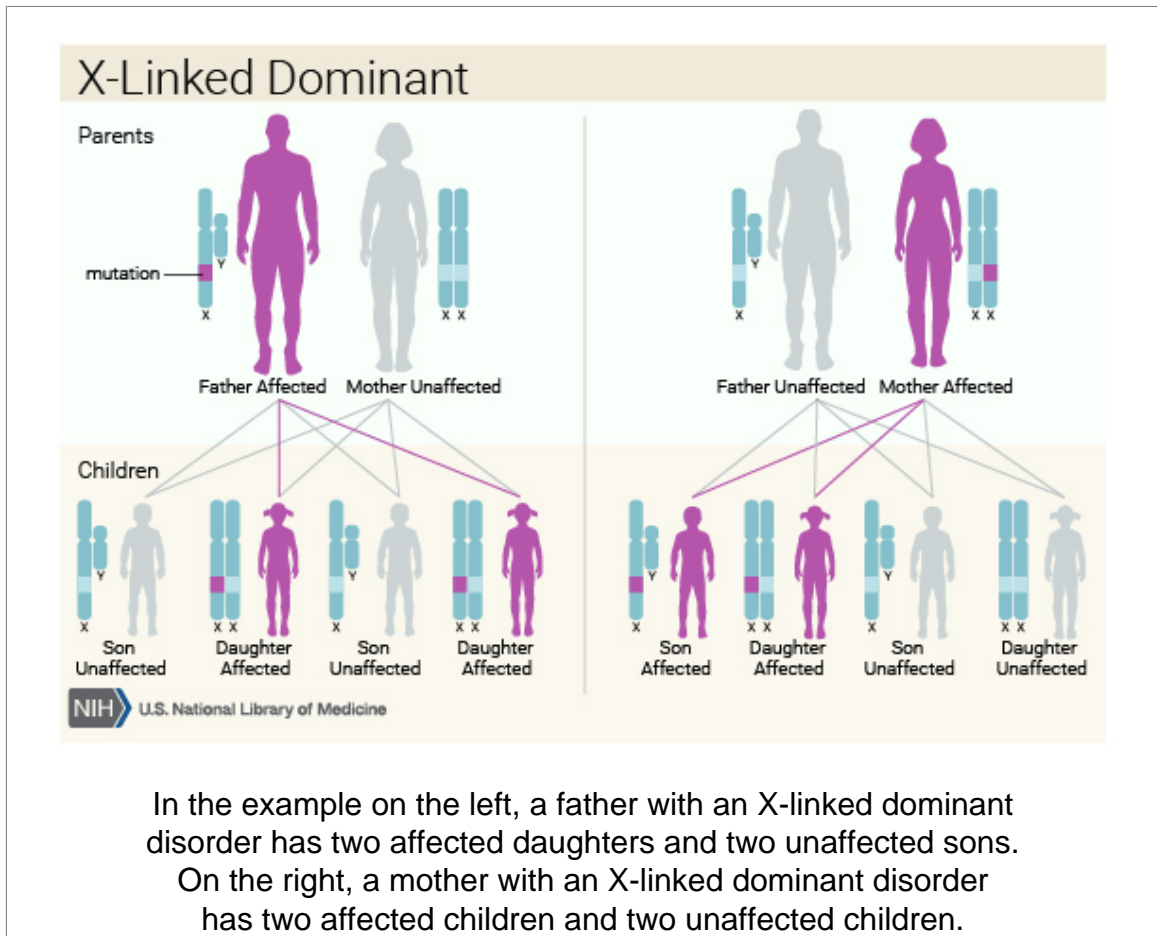 X-Linked Dominant
Parents
mutation
X
Y
X X
X
Y
X X
Father Affected
Mother Unaffected
Father Unaffected
Mother Affected
Children
X
Y
X X
X
Y
X X
X
Y
X X
X
Y
X X
Son
Unaffected
Daughter
Affected
Son
Unaffected
Daughter
Affected
Son
Affected
Daughter
Affected
Son
Unaffected
Daughter
Unaffected
NIH U.S. National Library of Medicine
In the example on the left, a father with an X-linked dominant
disorder has two affected daughters and two unaffected sons.
On the right, a mother with an X-linked dominant disorder
has two affected children and two unaffected children.